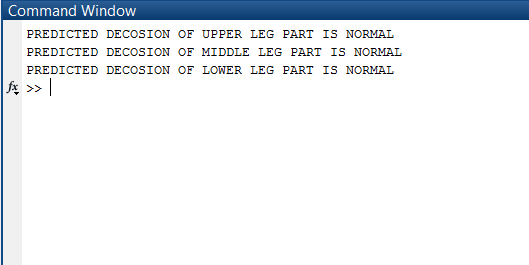 Command Window
PREDICTED DECOSION OF UPPER LEG PART IS NORMAL
PREDICTED DECOSION OF MIDDLE LEG PART IS NORMAL
PREDICTED DECOSION OF LOWER LEG PART IS NORMAL
fx >>